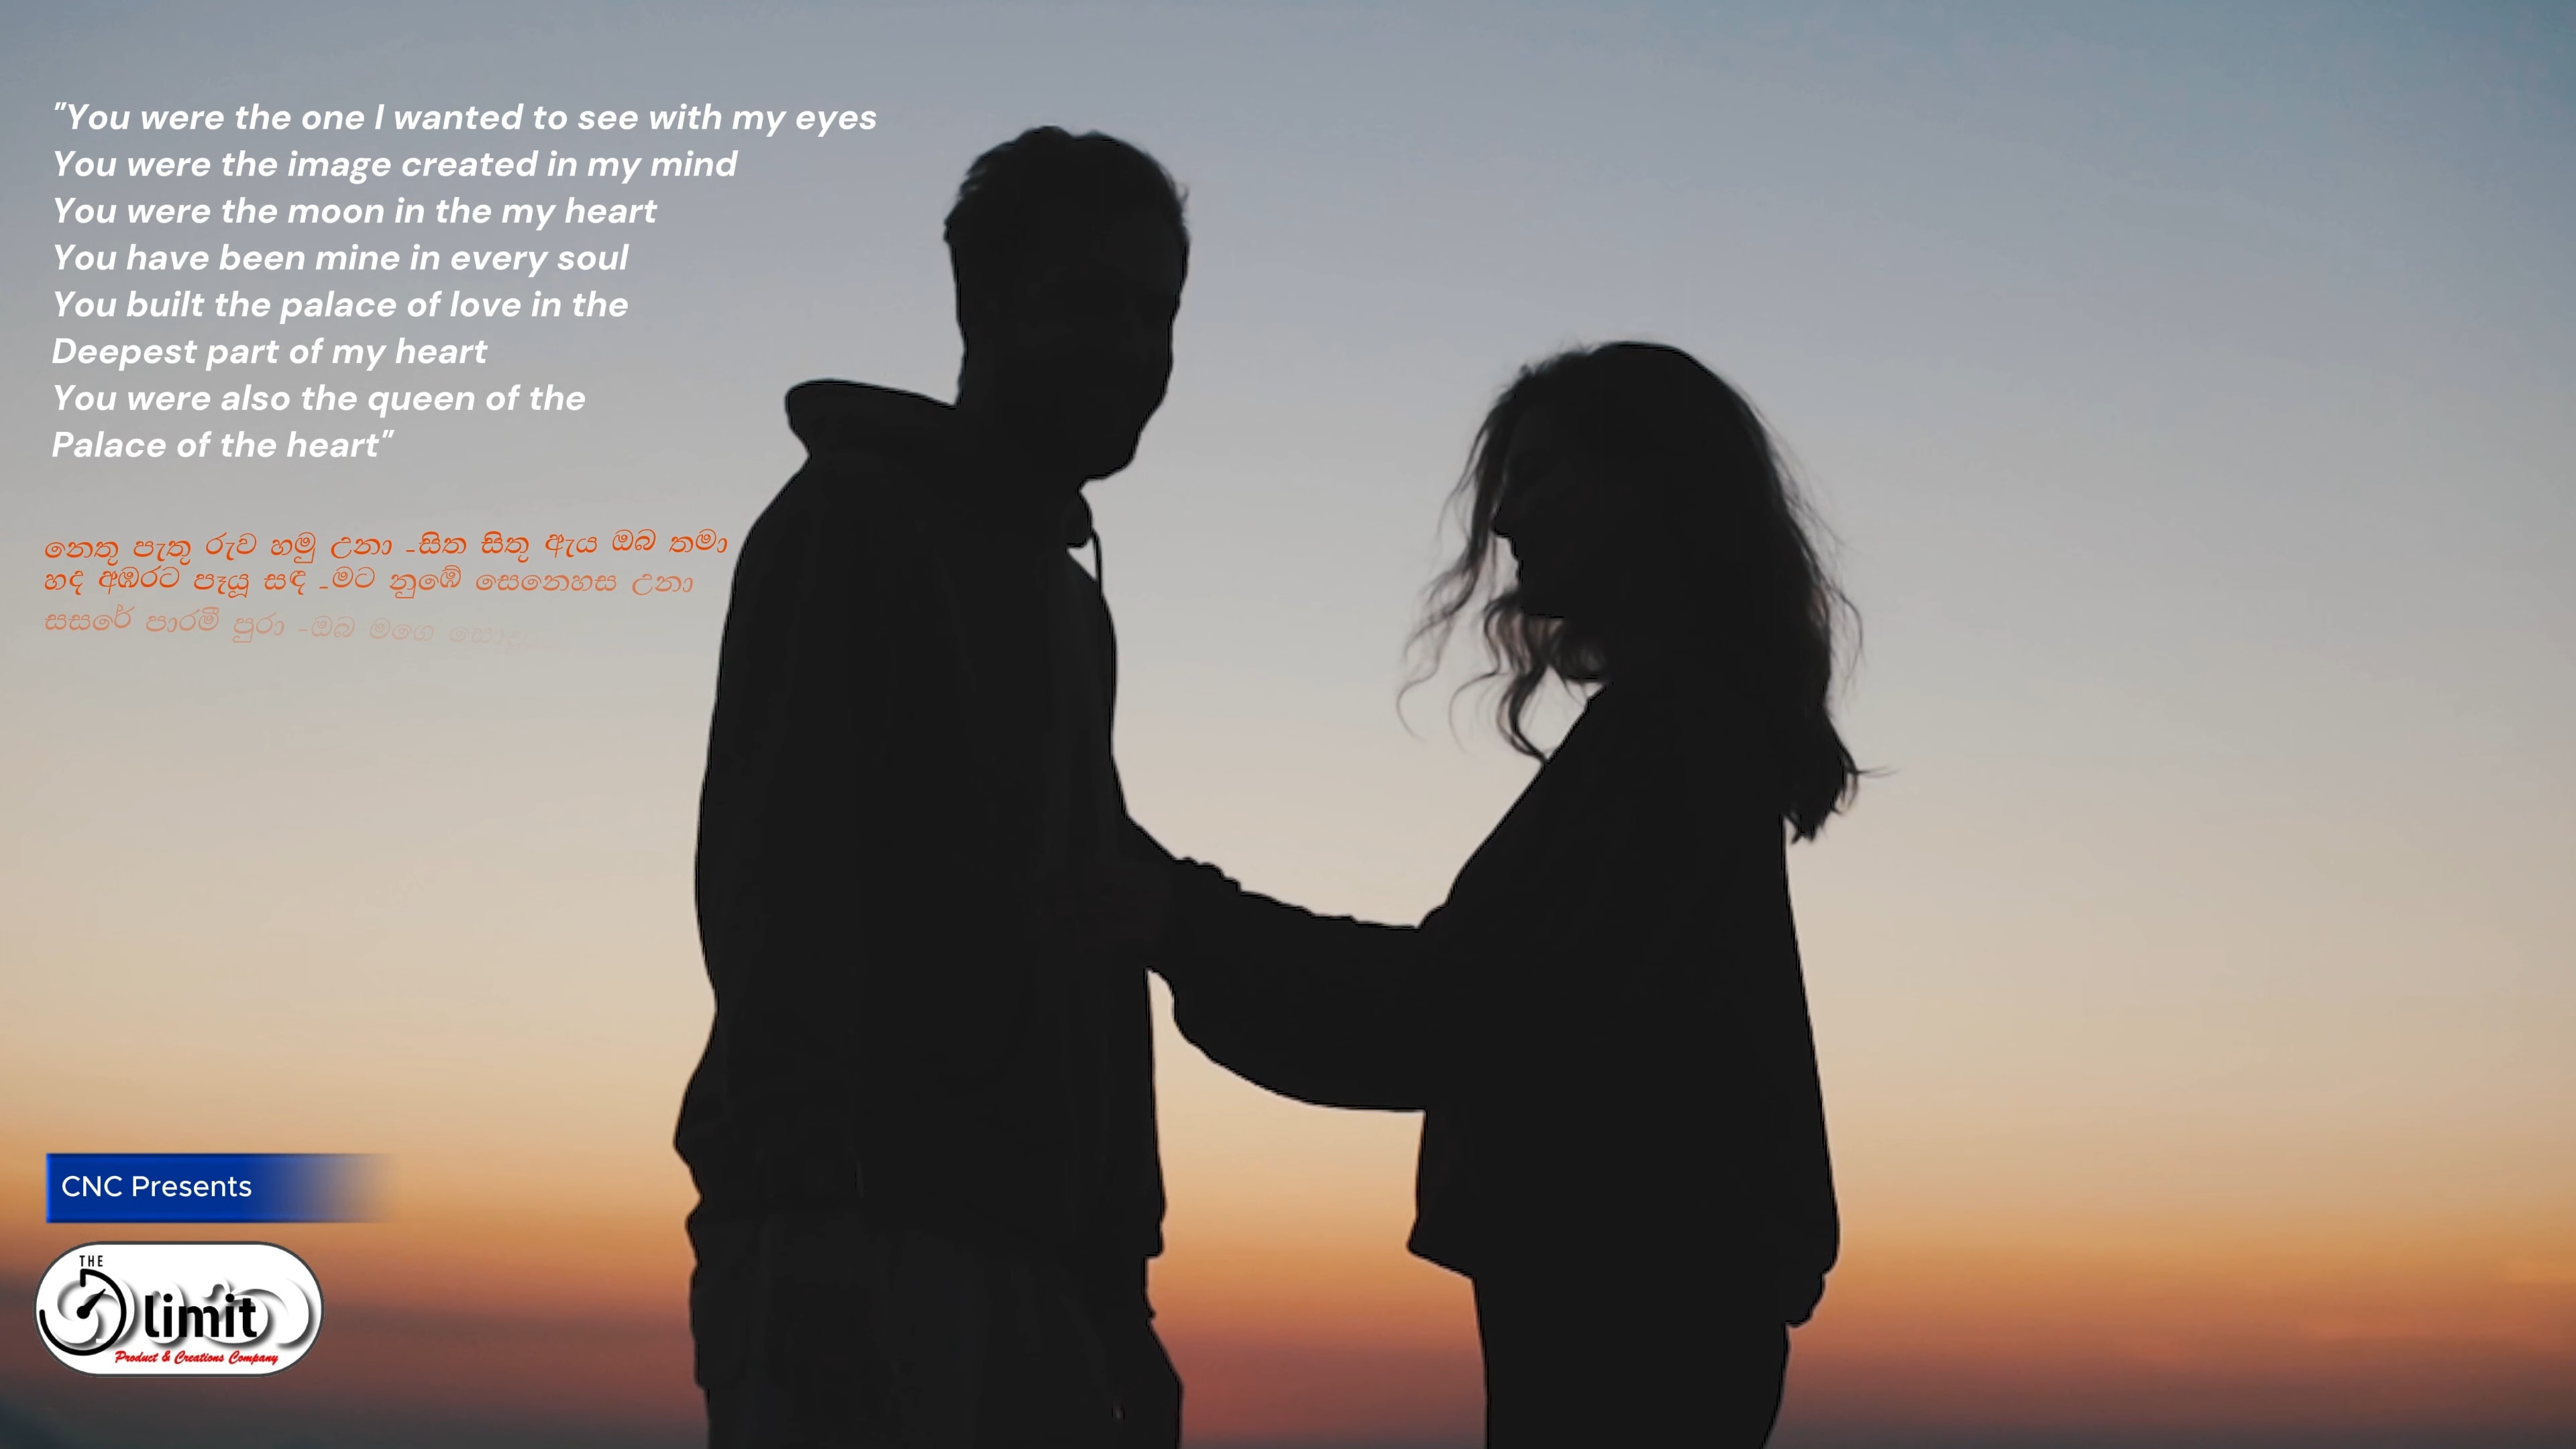 "You were the one I wanted to see with my eyes
You were the image created in my mind
You were the moon in the my heart
You have been mine in every soul
You built the palace of love in the
Deepest part of my heart
You were also the queen of the
Palace of the heart"
නෙතු පැතු රුව හමු උනා -සිත සිතූ ඇය ඔබ තමා
හද අඹරට පෑයූ සඳ -මට නුඹේ සෙනෙහස උනා
සසරේ පාරමී පුරා -ඔබ මගෙ
CNC Presents
THE
limit
Product & Creations Company